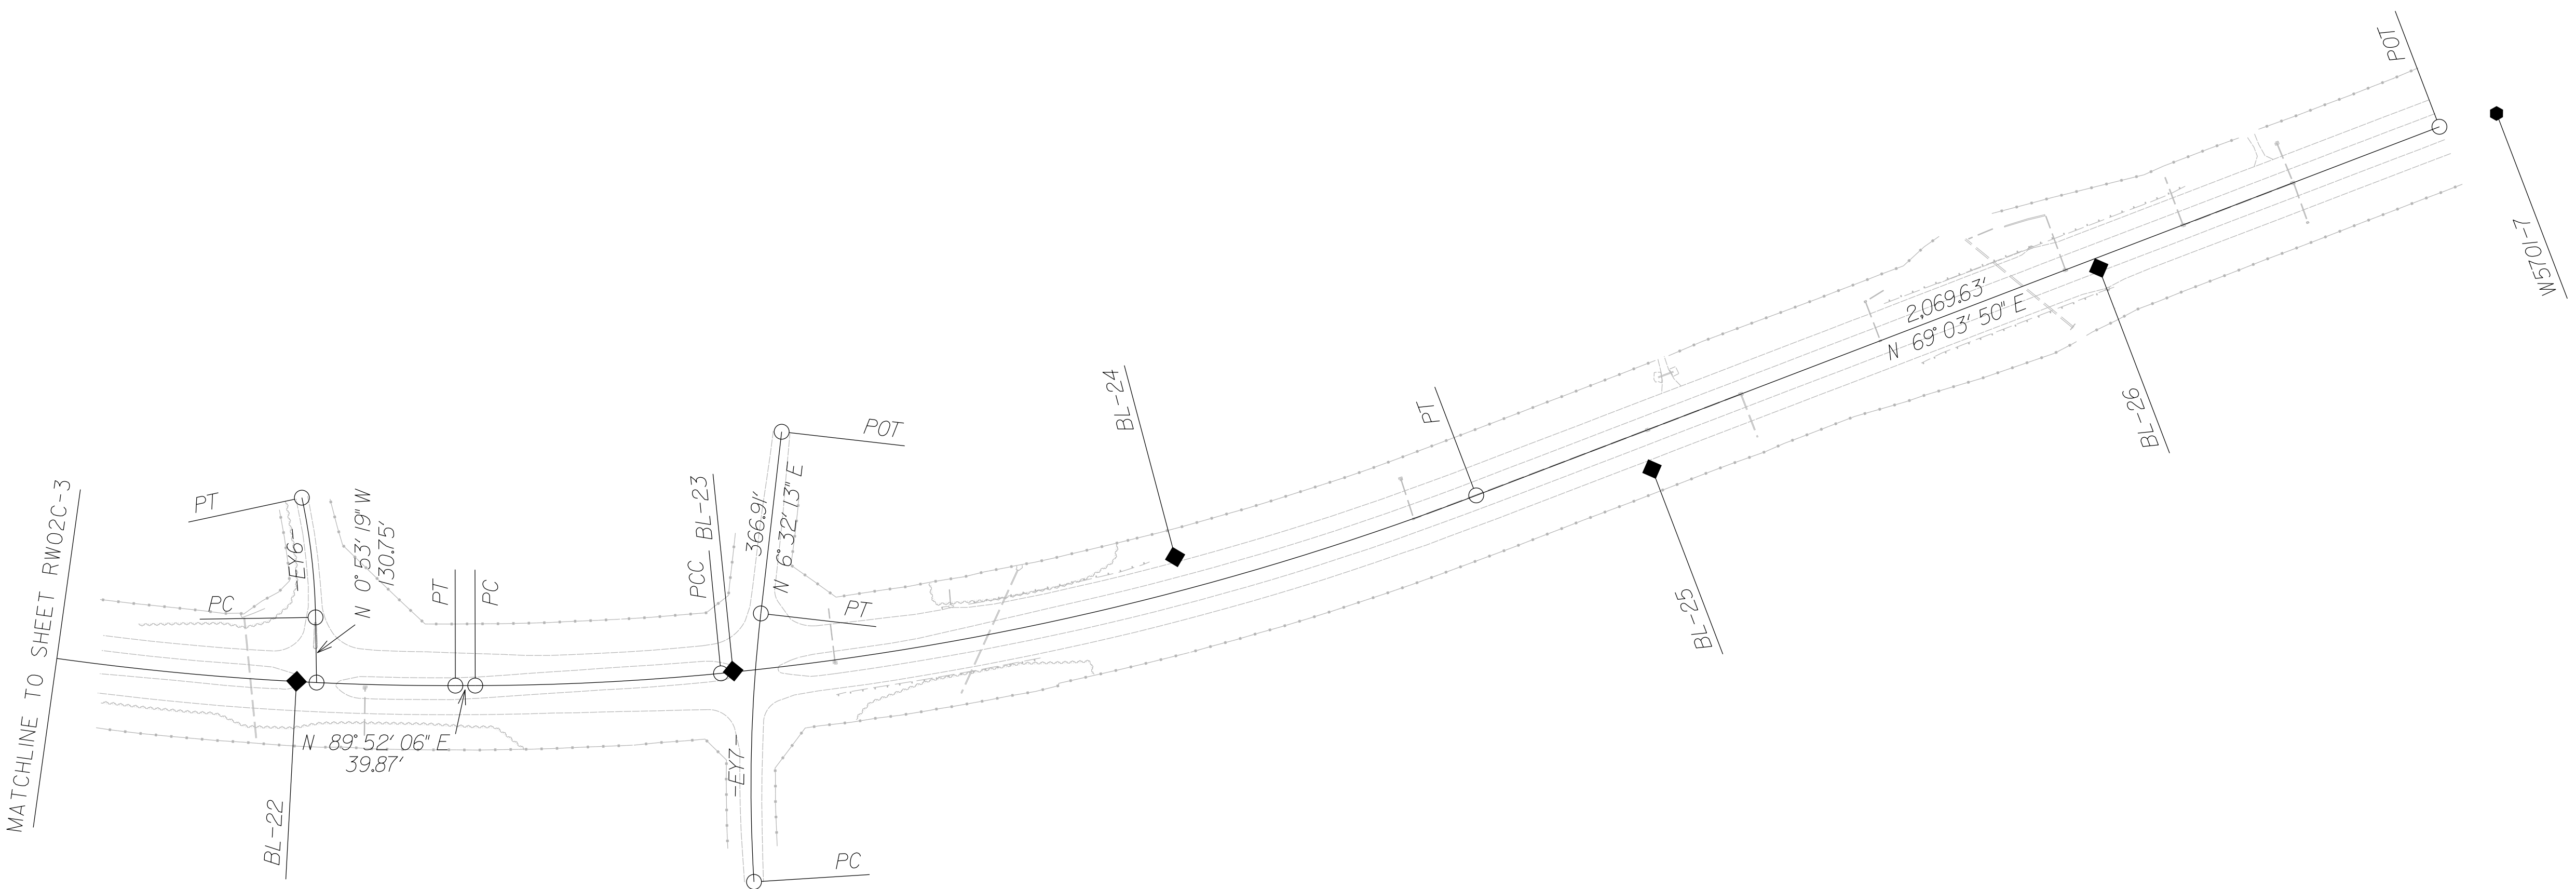 MATCHLINE TO SHEET RW02C-3
PT
-EY6-
N 0° 53' 19" W
130.75'
PC
PT
PC
BL-22
N 89° 52' 06" E
39.87'
PCC
BL-23
366.91'
N 6° 32' 13" E
POT
PT
-EY7-
PC
BL-24
PT
BL-25
2,069.63'
N 69° 03' 50" E
BL-26
POT
W5701-7